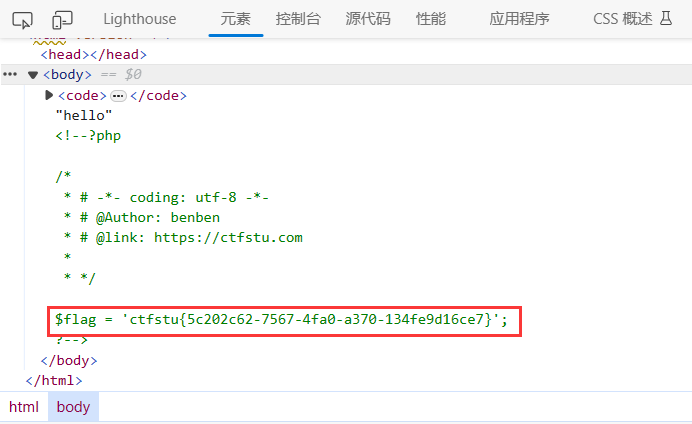 Lighthouse 元素 控制台 源代码 性能 应用程序 CSS 概述
<head></head>
••• ▼<body> == $0
▶<code>…</code>
"hello"
<!--?php
/*
* # -*- coding: utf-8 -*-
* # @Author: benben
* # @link: https://ctfstu.com
*
* */
$flag = 'ctfstu{5c202c62-7567-4fa0-a370-134fe9d16ce7}';
?-->
</body>
</html>
html body